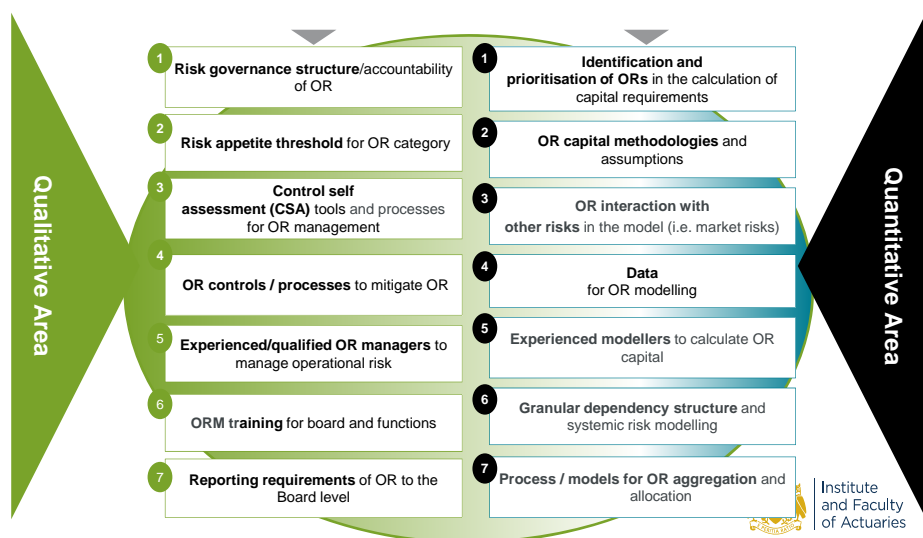 Qualitative Area
1
Risk governance structure/accountability
of OR
2
Risk appetite threshold for OR category
3
Control self
assessment (CSA) tools and processes
for OR management
4
OR controls / processes to mitigate OR
5
Experienced/qualified OR managers to
manage operational risk
6
ORM training for board and functions
7
Reporting requirements of OR to the
Board level
1
Identification and
prioritisation of ORs in the calculation of
capital requirements
2
OR capital methodologies and
assumptions
3
OR interaction with
other risks in the model (i.e. market risks)
4
Data
for OR modelling
5
Experienced modellers to calculate OR
capital
6
Granular dependency structure and
systemic risk modelling
7
Process / models for OR aggregation and
allocation
Quantitative Area
Institute
and Faculty
of Actuaries